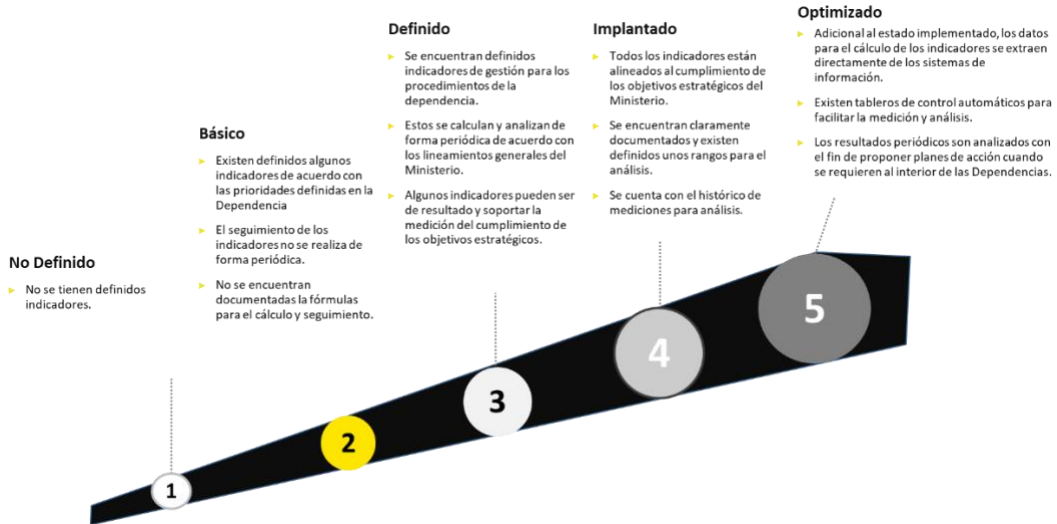 No Definido
No se tienen definidos
indicadores.
Básico
Existen definidos algunos
indicadores de acuerdo con
las prioridades definidas en la
Dependencia
El seguimiento de los
indicadores no se realiza de
forma periódica.
No se encuentran
documentadas la fórmulas
para el cálculo y seguimiento.
Definido
Se encuentran definidos
indicadores de gestión para los
procedimientos de la
dependencia.
Estos se calculan y analizan de
forma periódica de acuerdo con
los lineamientos generales del
Ministerio.
Algunos indicadores pueden ser
de resultado y soportar la
medición del cumplimiento de
los objetivos estratégicos.
Implantado
Todos los indicadores están
alineados al cumplimiento de
los objetivos estratégicos del
Ministerio.
Se encuentran claramente
documentados y existen
definidos unos rangos para el
análisis.
Se cuenta con el histórico de
mediciones para análisis.
Optimizado
Adicional al estado implementado, los datos
para el cálculo de los indicadores se extraen
directamente de los sistemas de
información.
Existen tableros de control automáticos para
facilitar la medición y análisis.
Los resultados periódicos son analizados con
el fin de proponer planes de acción cuando
se requieren al interior de las Dependencias.
1
2
3
4
5